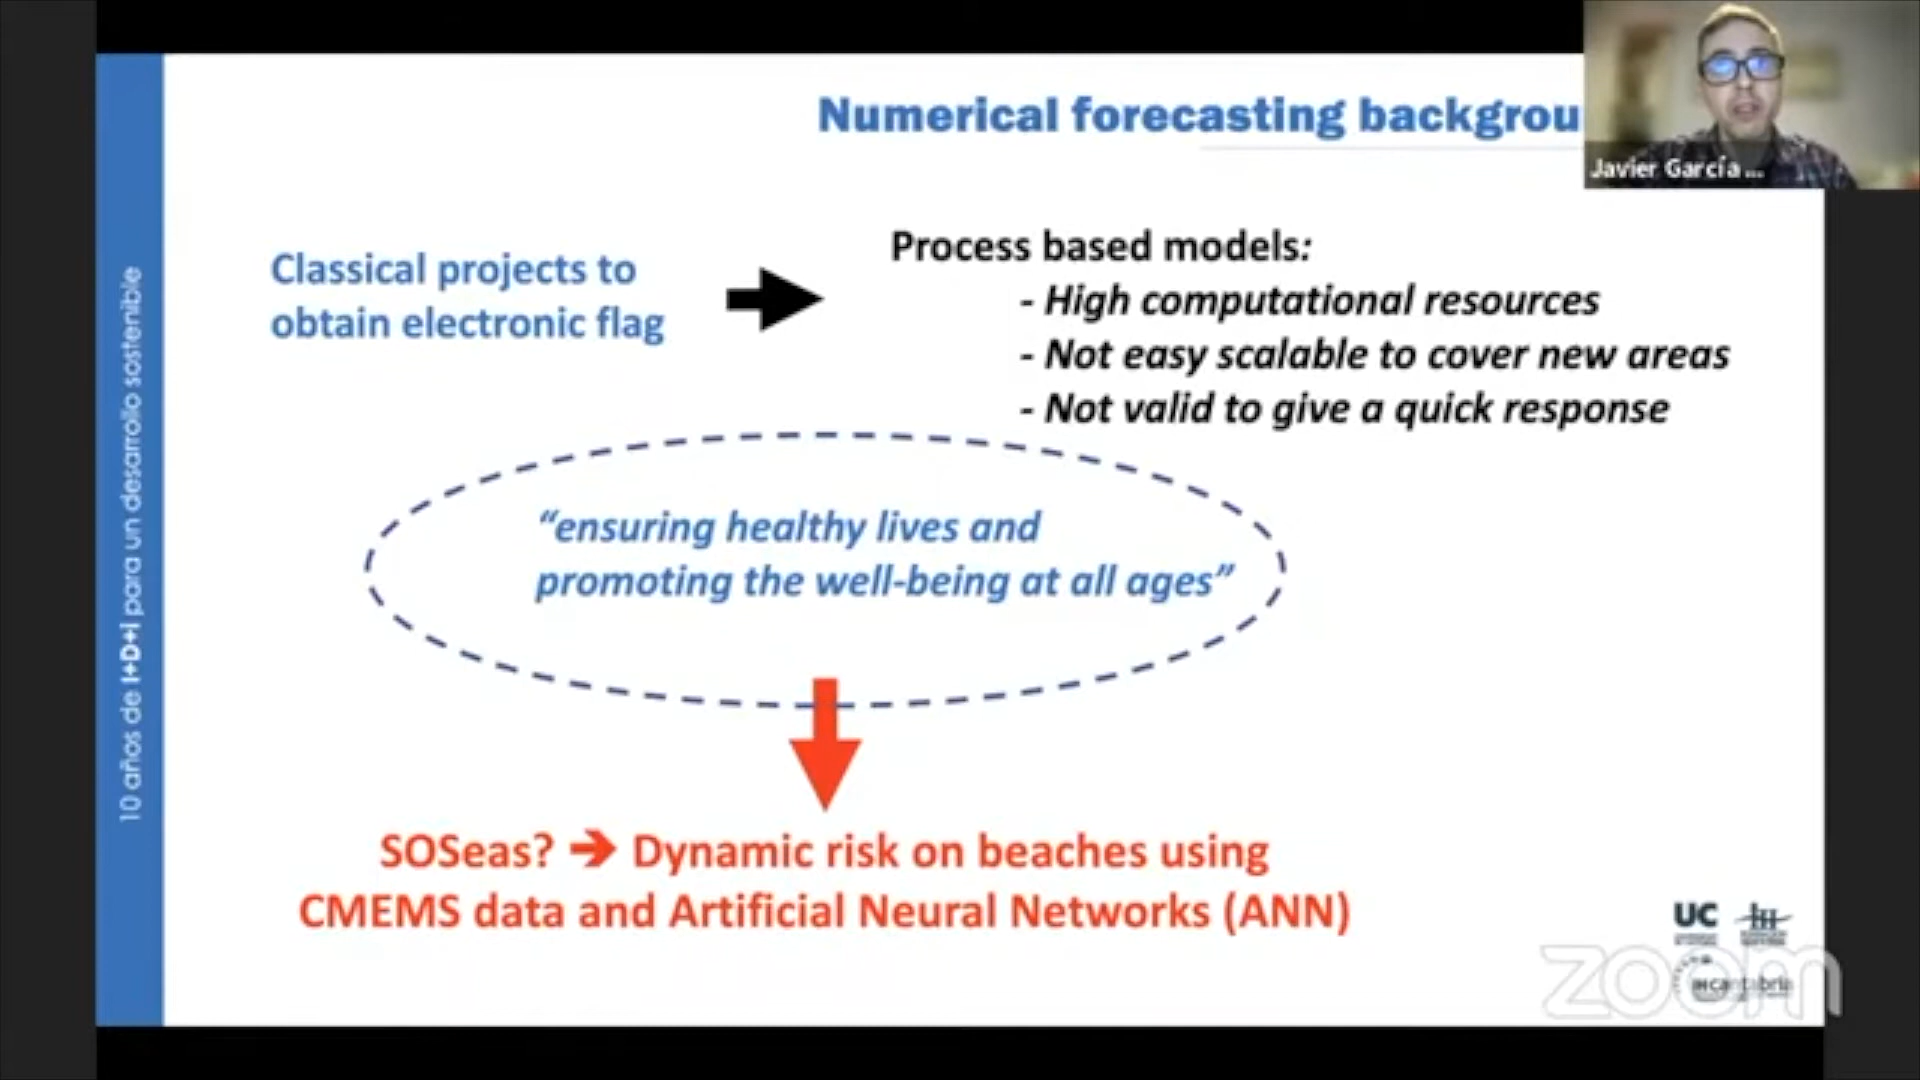 Numerical forecasting backgrou
Javier García ...
Classical projects to
obtain electronic flag
Process based models:
- High computational resources
- Not easy scalable to cover new areas
- Not valid to give a quick response
10 años de I+D+i para un desarrollo sostenible
“ensuring healthy lives and
promoting the well-being at all ages”
SOSeas? ➔ Dynamic risk on beaches using
CMEMS data and Artificial Neural Networks (ANN)
UC
IH
IHcantabria
zoom